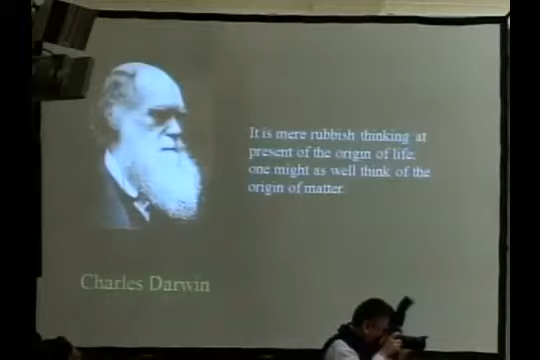 It is mere rubbish thinking at
present of the origin of life;
one might as well think of the
origin of matter.
Charles Darwin